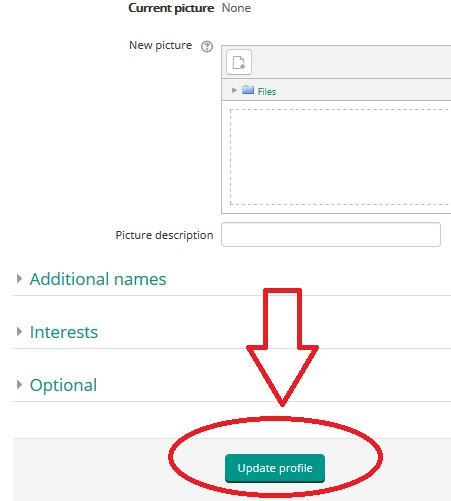 Current picture None
New picture
Files
Picture description
Additional names
Interests
Optional
Update profile